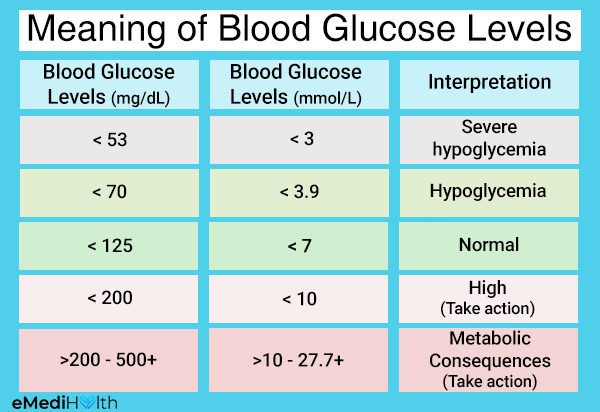 Meaning of Blood Glucose Levels
Blood Glucose Levels (mg/dL)
Blood Glucose Levels (mmol/L)
Interpretation
< 53
< 3
Severe hypoglycemia
< 70
< 3.9
Hypoglycemia
< 125
< 7
Normal
< 200
< 10
High
(Take action)
>200 - 500+
>10 - 27.7+
Metabolic
Consequences
(Take action)
eMediHealth